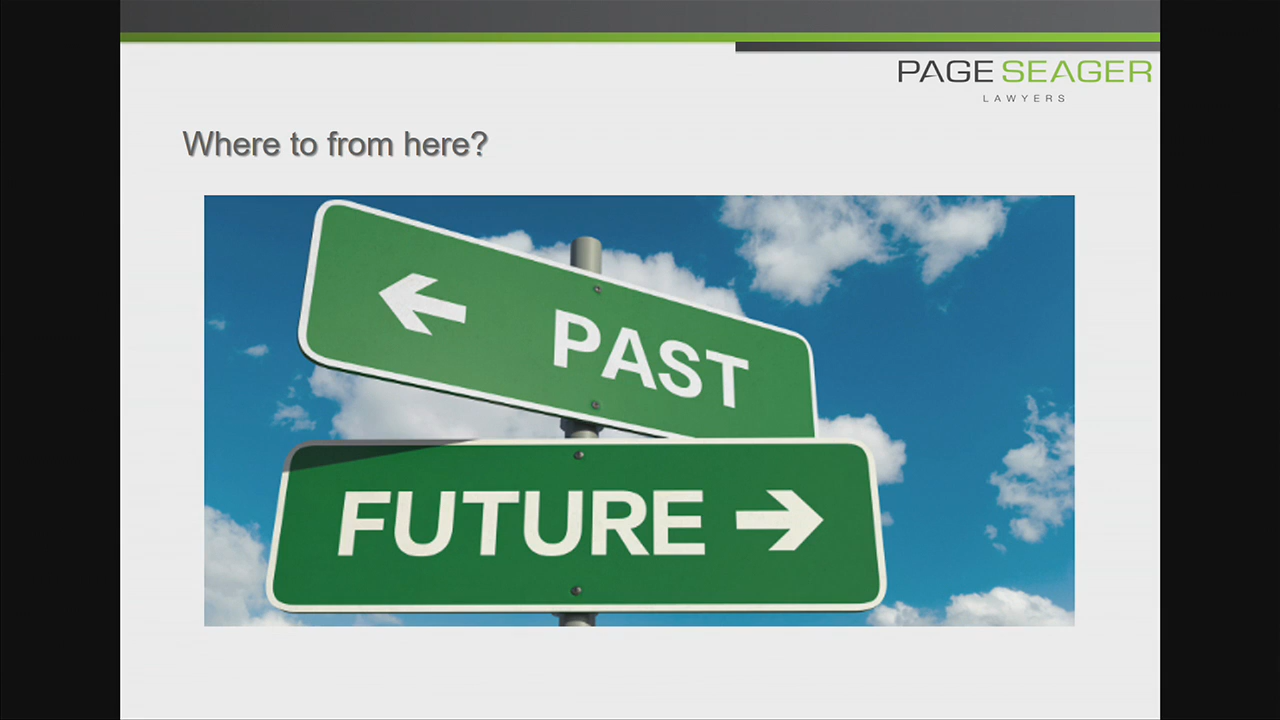 PAGE SEAGER
LAWYERS
Where to from here?
PAST
FUTURE